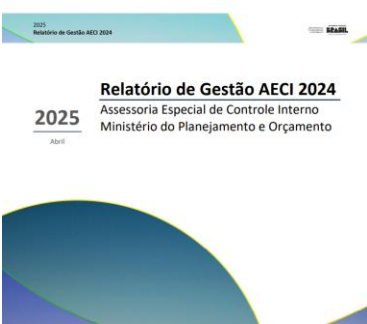 2025
Relatório de Gestão AECI 2024
BRASIL
Relatório de Gestão AECI 2024
2025
Assessoria Especial de Controle Interno
Abril
Ministério do Planejamento e Orçamento